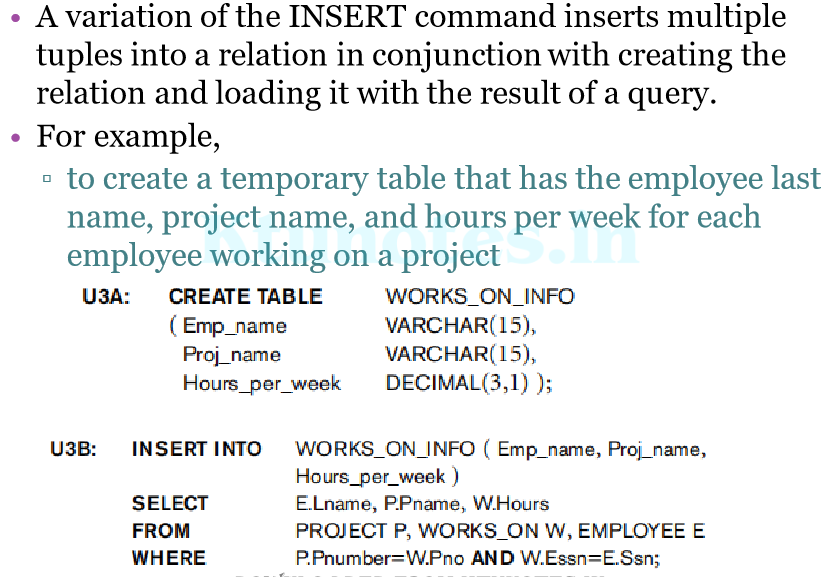 • A variation of the INSERT command inserts multiple
tuples into a relation in conjunction with creating the
relation and loading it with the result of a query.
• For example,
▫ to create a temporary table that has the employee last
name, project name, and hours per week for each
employee working on a project
U3A: CREATE TABLE WORKS_ON_INFO
( Emp_name VARCHAR(15),
Proj_name VARCHAR(15),
Hours_per_week DECIMAL(3,1) );
U3B: INSERT INTO WORKS_ON_INFO ( Emp_name, Proj_name,
Hours_per_week )
SELECT E.Lname, P.Pname, W.Hours
FROM PROJECT P, WORKS_ON W, EMPLOYEE E
WHERE P.Pnumber=W.Pno AND W.Essn=E.Ssn;